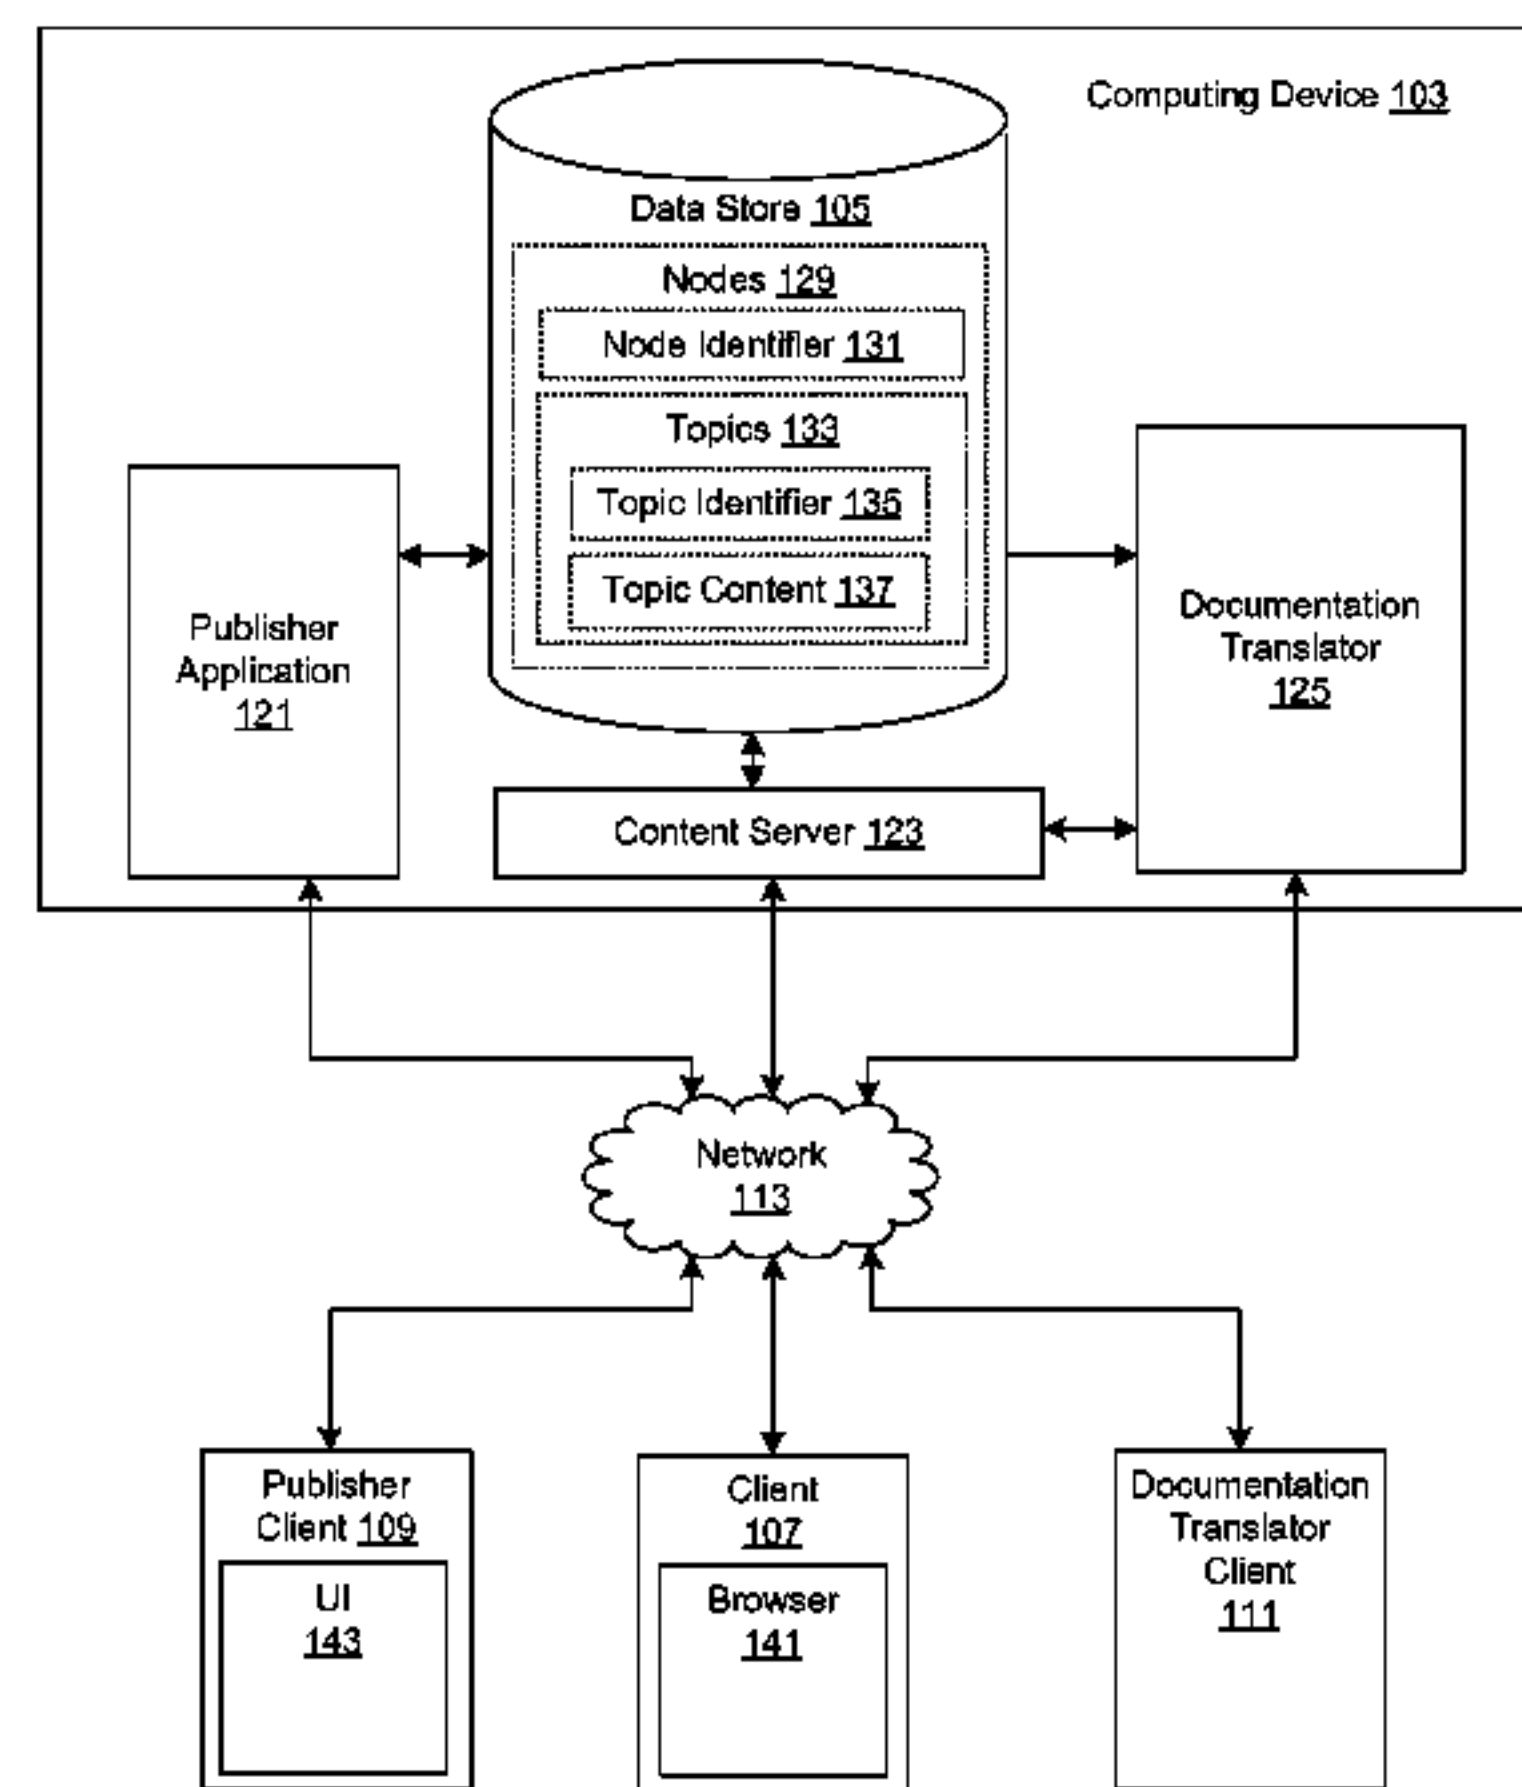 Computing Device 103
Data Store 105
Nodes 129
Node Identifier 131
Topics 133
Topic Identifier 135
Topic Content 137
Publisher
Application
121
Documentation
Translator
125
Content Server 123
Network
113
Publisher
Client 109
UI
143
Client
107
Browser
141
Documentation
Translator
Client
111